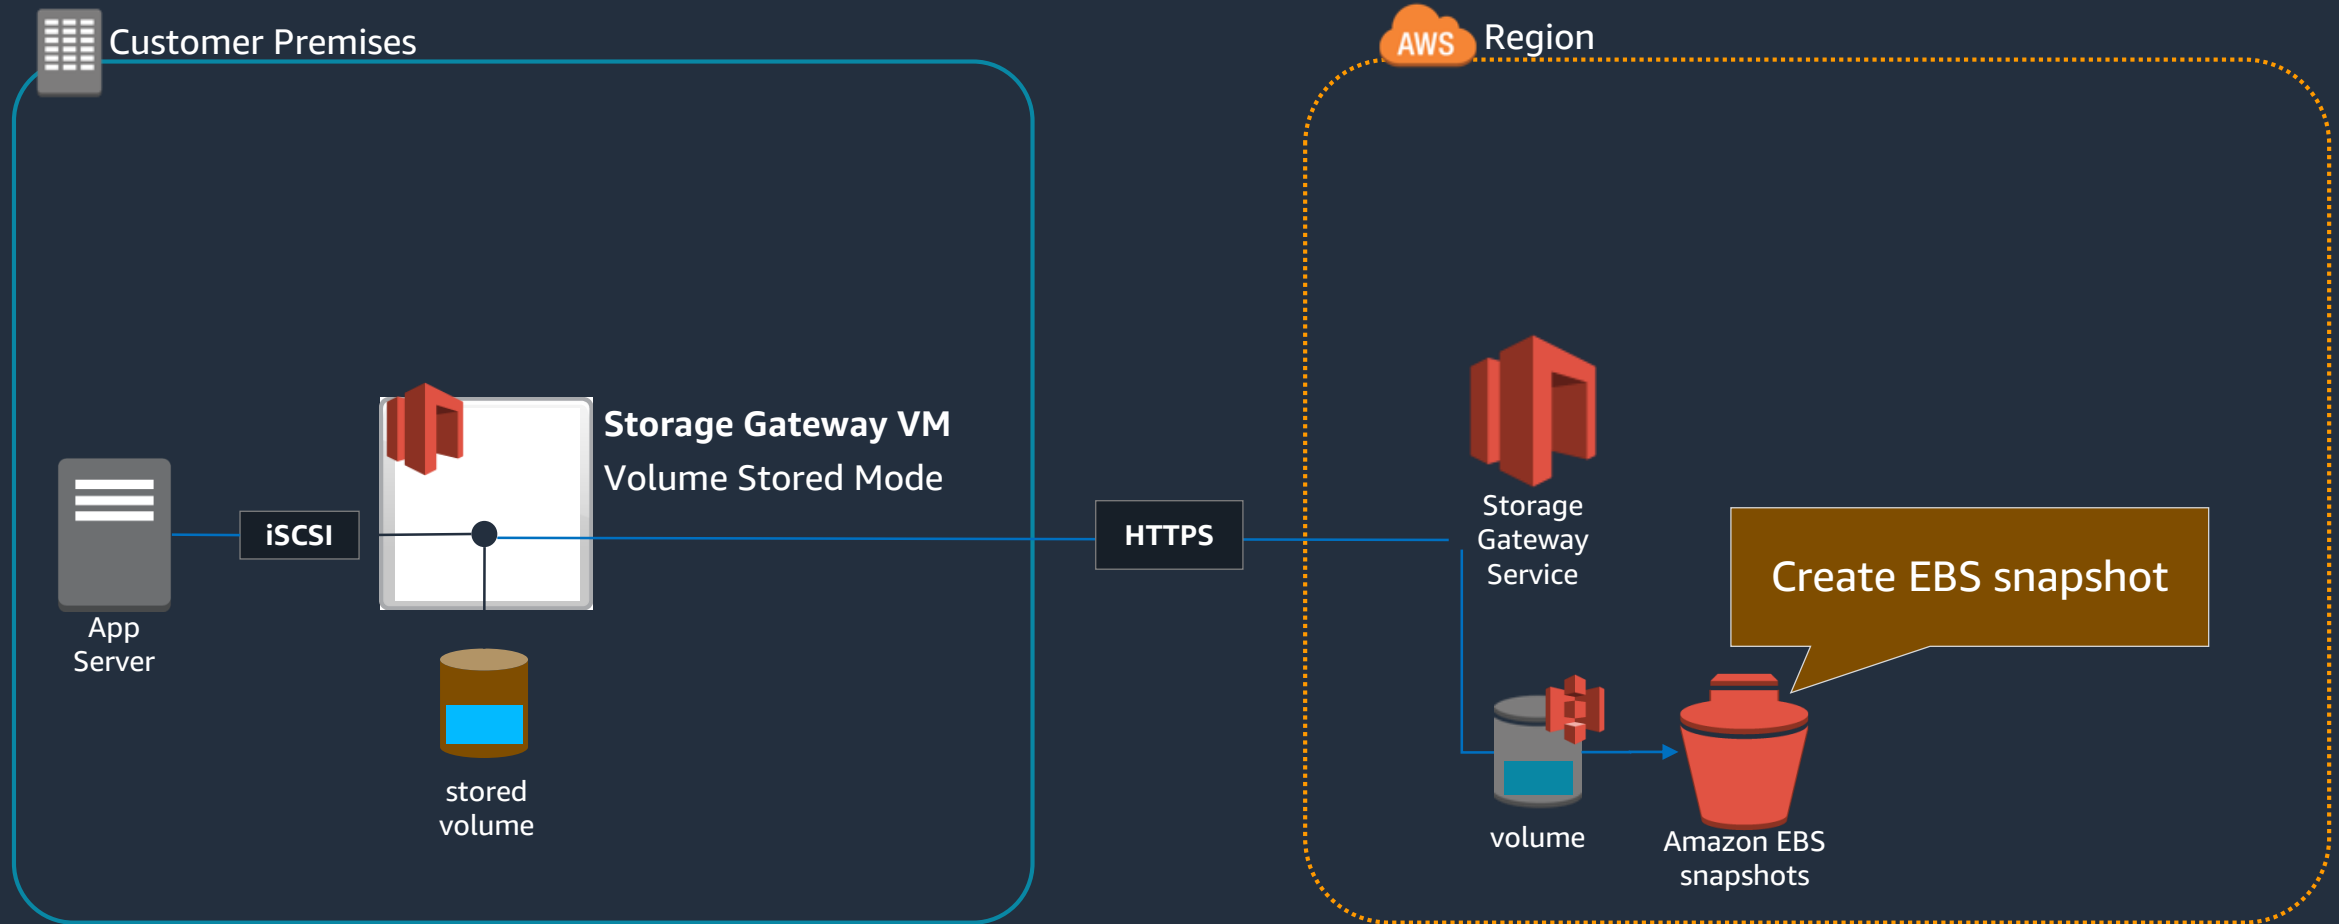 Customer Premises
AWS
Region
Storage Gateway VM
Volume Stored Mode
iSCSI
HTTPS
App
Server
stored
volume
Storage
Gateway
Service
Create EBS snapshot
volume
Amazon EBS
snapshots